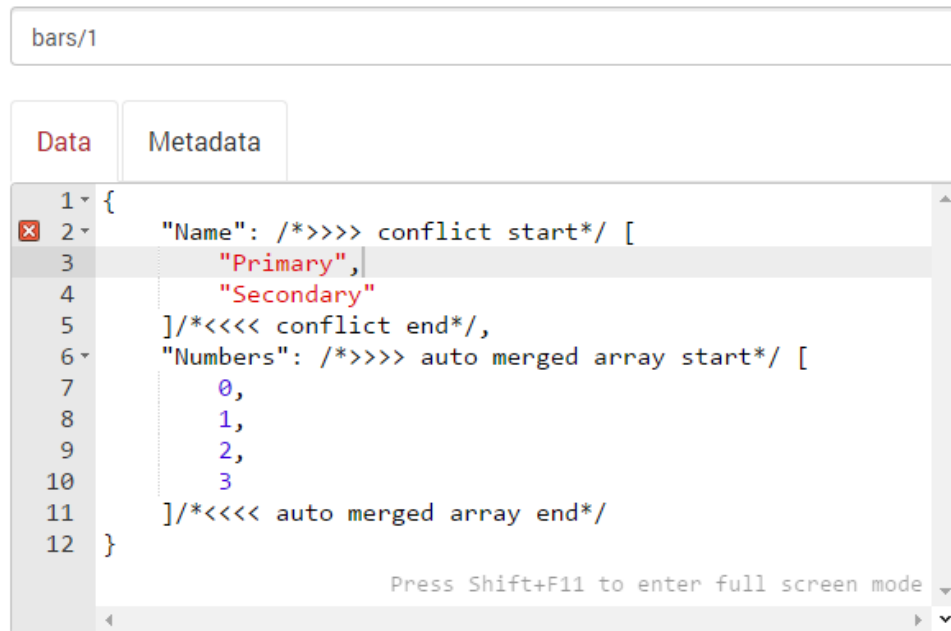 bars/1
Data Metadata
1 {
2 "Name": /*>>>> conflict start*/ [
3 "Primary",
4 "Secondary"
5 ]/*<<<< conflict end*/,
6 "Numbers": /*>>>> auto merged array start*/ [
7 0,
8 1,
9 2,
10 3
11 ]/*<<<< auto merged array end*/
12 }
Press Shift+F11 to enter full screen mode